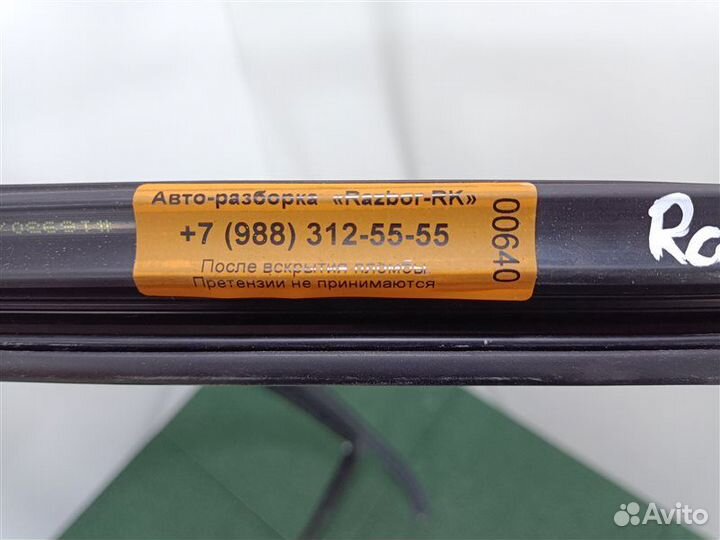 Авто-разборка «Razbor-RK»
+7 (988) 312-55-55
После вскрытия пломбы
Претензии не принимаются
00640
Avito